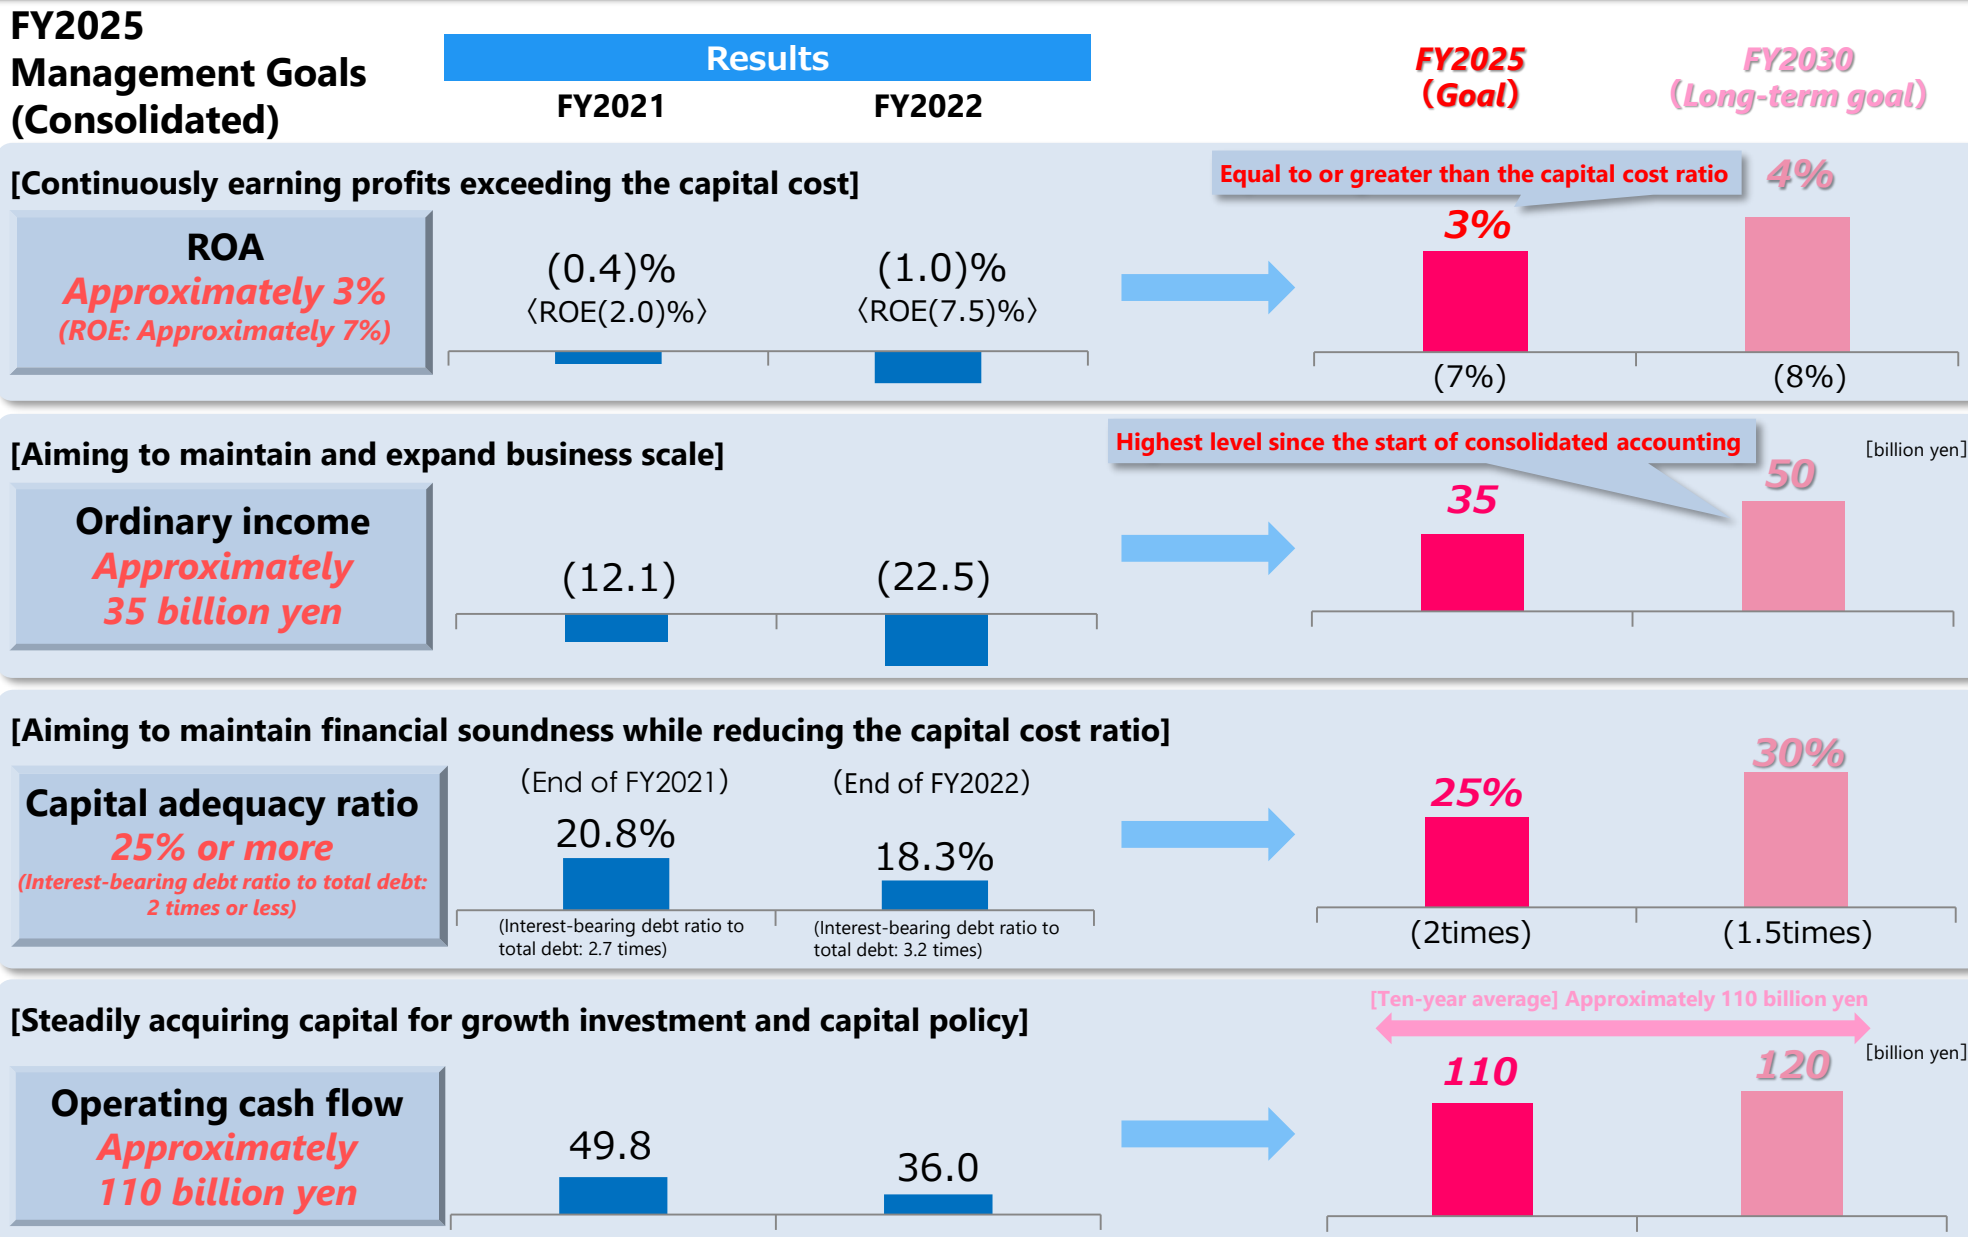 FY2025
Management Goals
(Consolidated)
Results
FY2021
FY2022
FY2025
（Goal）
FY2030
（Long-term goal）
[Continuously earning profits exceeding the capital cost]
Equal to or greater than the capital cost ratio
ROA
Approximately 3%
(ROE: Approximately 7%)
(0.4)%
〈ROE(2.0)%〉
(1.0)%
〈ROE(7.5)%〉
3%
4%
(7%)
(8%)
[Aiming to maintain and expand business scale]
Highest level since the start of consolidated accounting
[billion yen]
Ordinary income
Approximately
35 billion yen
(12.1)
(22.5)
35
50
[Aiming to maintain financial soundness while reducing the capital cost ratio]
Capital adequacy ratio
25% or more
(Interest-bearing debt ratio to total debt:
2 times or less)
（End of FY2021）
20.8%
(Interest-bearing debt ratio to
total debt: 2.7 times)
（End of FY2022）
18.3%
(Interest-bearing debt ratio to
total debt: 3.2 times)
25%
30%
(2times)
(1.5times)
[Steadily acquiring capital for growth investment and capital policy]
[Ten-year average] Approximately 110 billion yen
[billion yen]
Operating cash flow
Approximately
110 billion yen
49.8
36.0
110
120